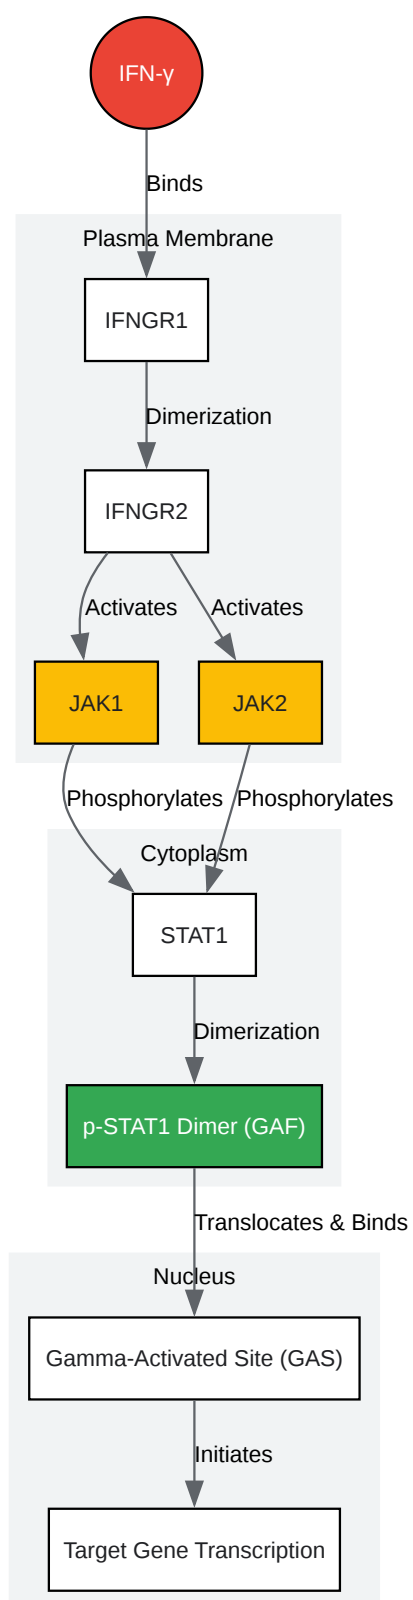 IFN-γ
Binds
Plasma Membrane
IFNGR1
Dimerization
IFNGR2
Activates
Activates
JAK1
JAK2
Phosphorylates
Phosphorylates
Cytoplasm
STAT1
Dimerization
p-STAT1 Dimer (GAF)
Translocates & Binds
Nucleus
Gamma-Activated Site (GAS)
Initiates
Target Gene Transcription